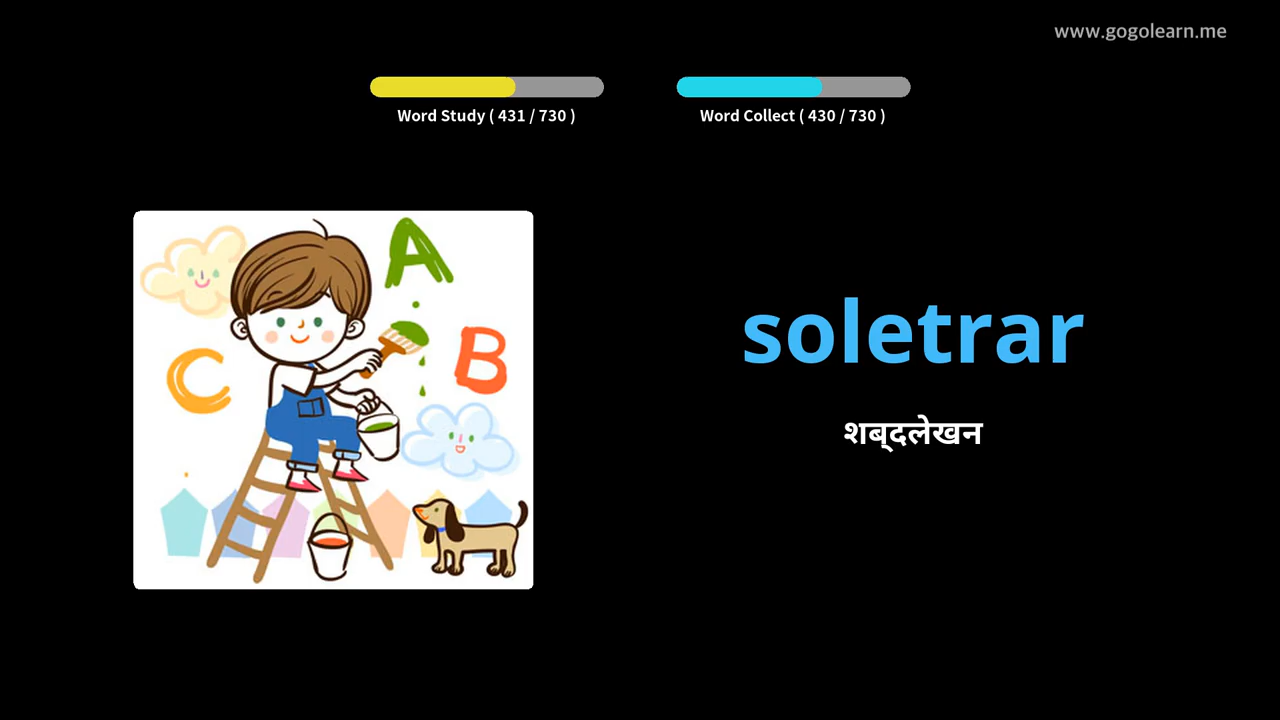 www.gogolearn.me
Word Study ( 431 / 730 )
Word Collect ( 430 / 730 )
A
B
C
soletrar
शब्दलेखन